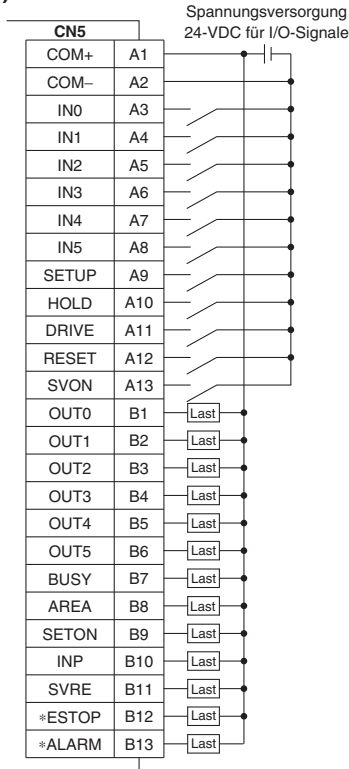 )
Spannungsversorgung
24-VDC für I/O-Signale
CN5
COM+ A1
COM– A2
IN0 A3
IN1 A4
IN2 A5
IN3 A6
IN4 A7
IN5 A8
SETUP A9
HOLD A10
DRIVE A11
RESET A12
SVON A13
OUT0 B1 Last
OUT1 B2 Last
OUT2 B3 Last
OUT3 B4 Last
OUT4 B5 Last
OUT5 B6 Last
BUSY B7 Last
AREA B8 Last
SETON B9 Last
INP B10 Last
SVRE B11 Last
∗ESTOP B12 Last
∗ALARM B13 Last